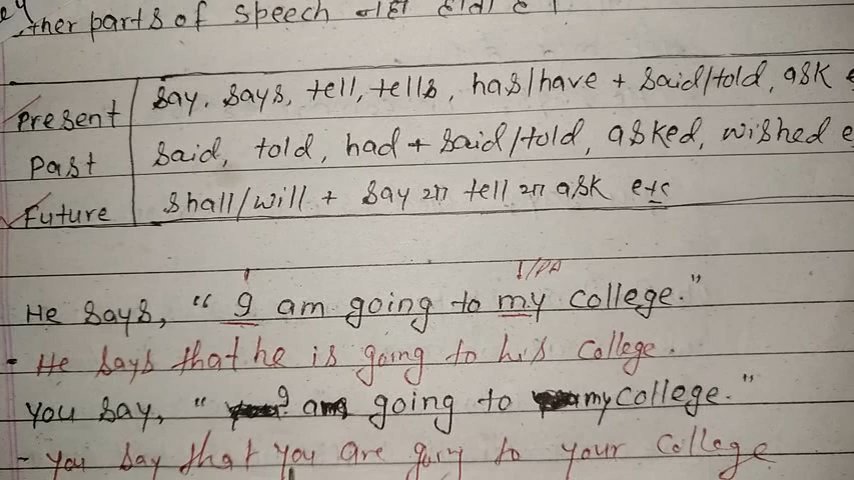 ther parts of speech नहीं होता है |
Present say, says, tell, tells, has/have + said/told, ask
Past said, told, had + said/told, asked, wished
Future shall/will + say या tell या ask etc
1/PA
He says, "I am going to my college."
- He says that he is going to his college.
You say, " I am going to my college."
- You say that you are going to your college